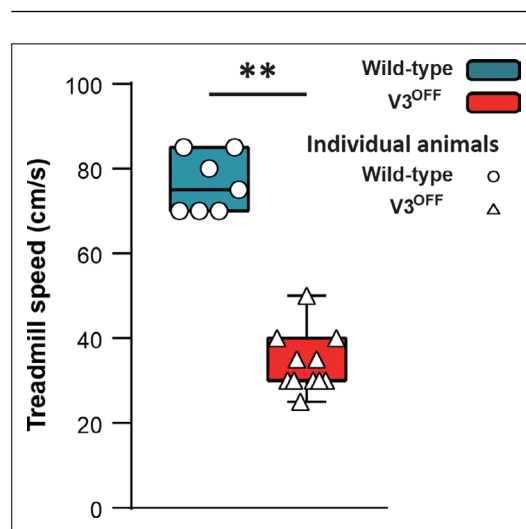 Wild-type
V3OFF
Individual animals
Wild-type
V3OFF
**
Treadmill speed (cm/s)
100
80
60
40
20
0